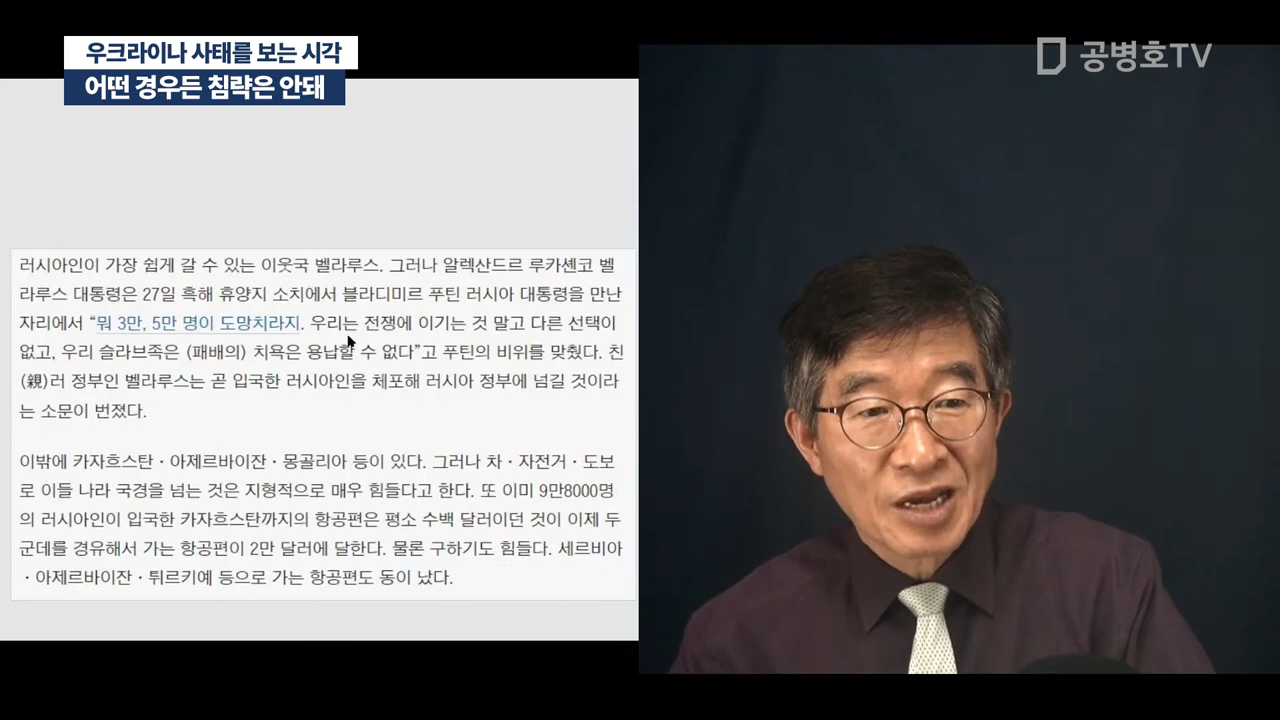 우크라이나 사태를 보는 시각
어떤 경우든 침략은 안돼
공병호TV
러시아인이 가장 쉽게 갈 수 있는 이웃국 벨라루스. 그러나 알렉산드르 루카셴코 벨
라루스 대통령은 27일 흑해 휴양지 소치에서 블라디미르 푸틴 러시아 대통령을 만난
자리에서 “뭐 3만, 5만 명이 도망치라지. 우리는 전쟁에 이기는 것 말고 다른 선택이
없고, 우리 슬라브족은 (패배의) 치욕은 용납할 수 없다”고 푸틴의 비위를 맞췄다. 친
(親)러 정부인 벨라루스는 곧 입국한 러시아인을 체포해 러시아 정부에 넘길 것이라
는 소문이 번졌다.
이밖에 카자흐스탄·아제르바이잔·몽골리아 등이 있다. 그러나 차·자전거·도보
로 이들 나라 국경을 넘는 것은 지형적으로 매우 힘들다고 한다. 또 이미 9만8000명
의 러시아인이 입국한 카자흐스탄까지의 항공편은 평소 수백 달러이던 것이 이제 두
군데를 경유해서 가는 항공편이 2만 달러에 달한다. 물론 구하기도 힘들다. 세르비아
·아제르바이잔·튀르키예 등으로 가는 항공편도 동이 났다.